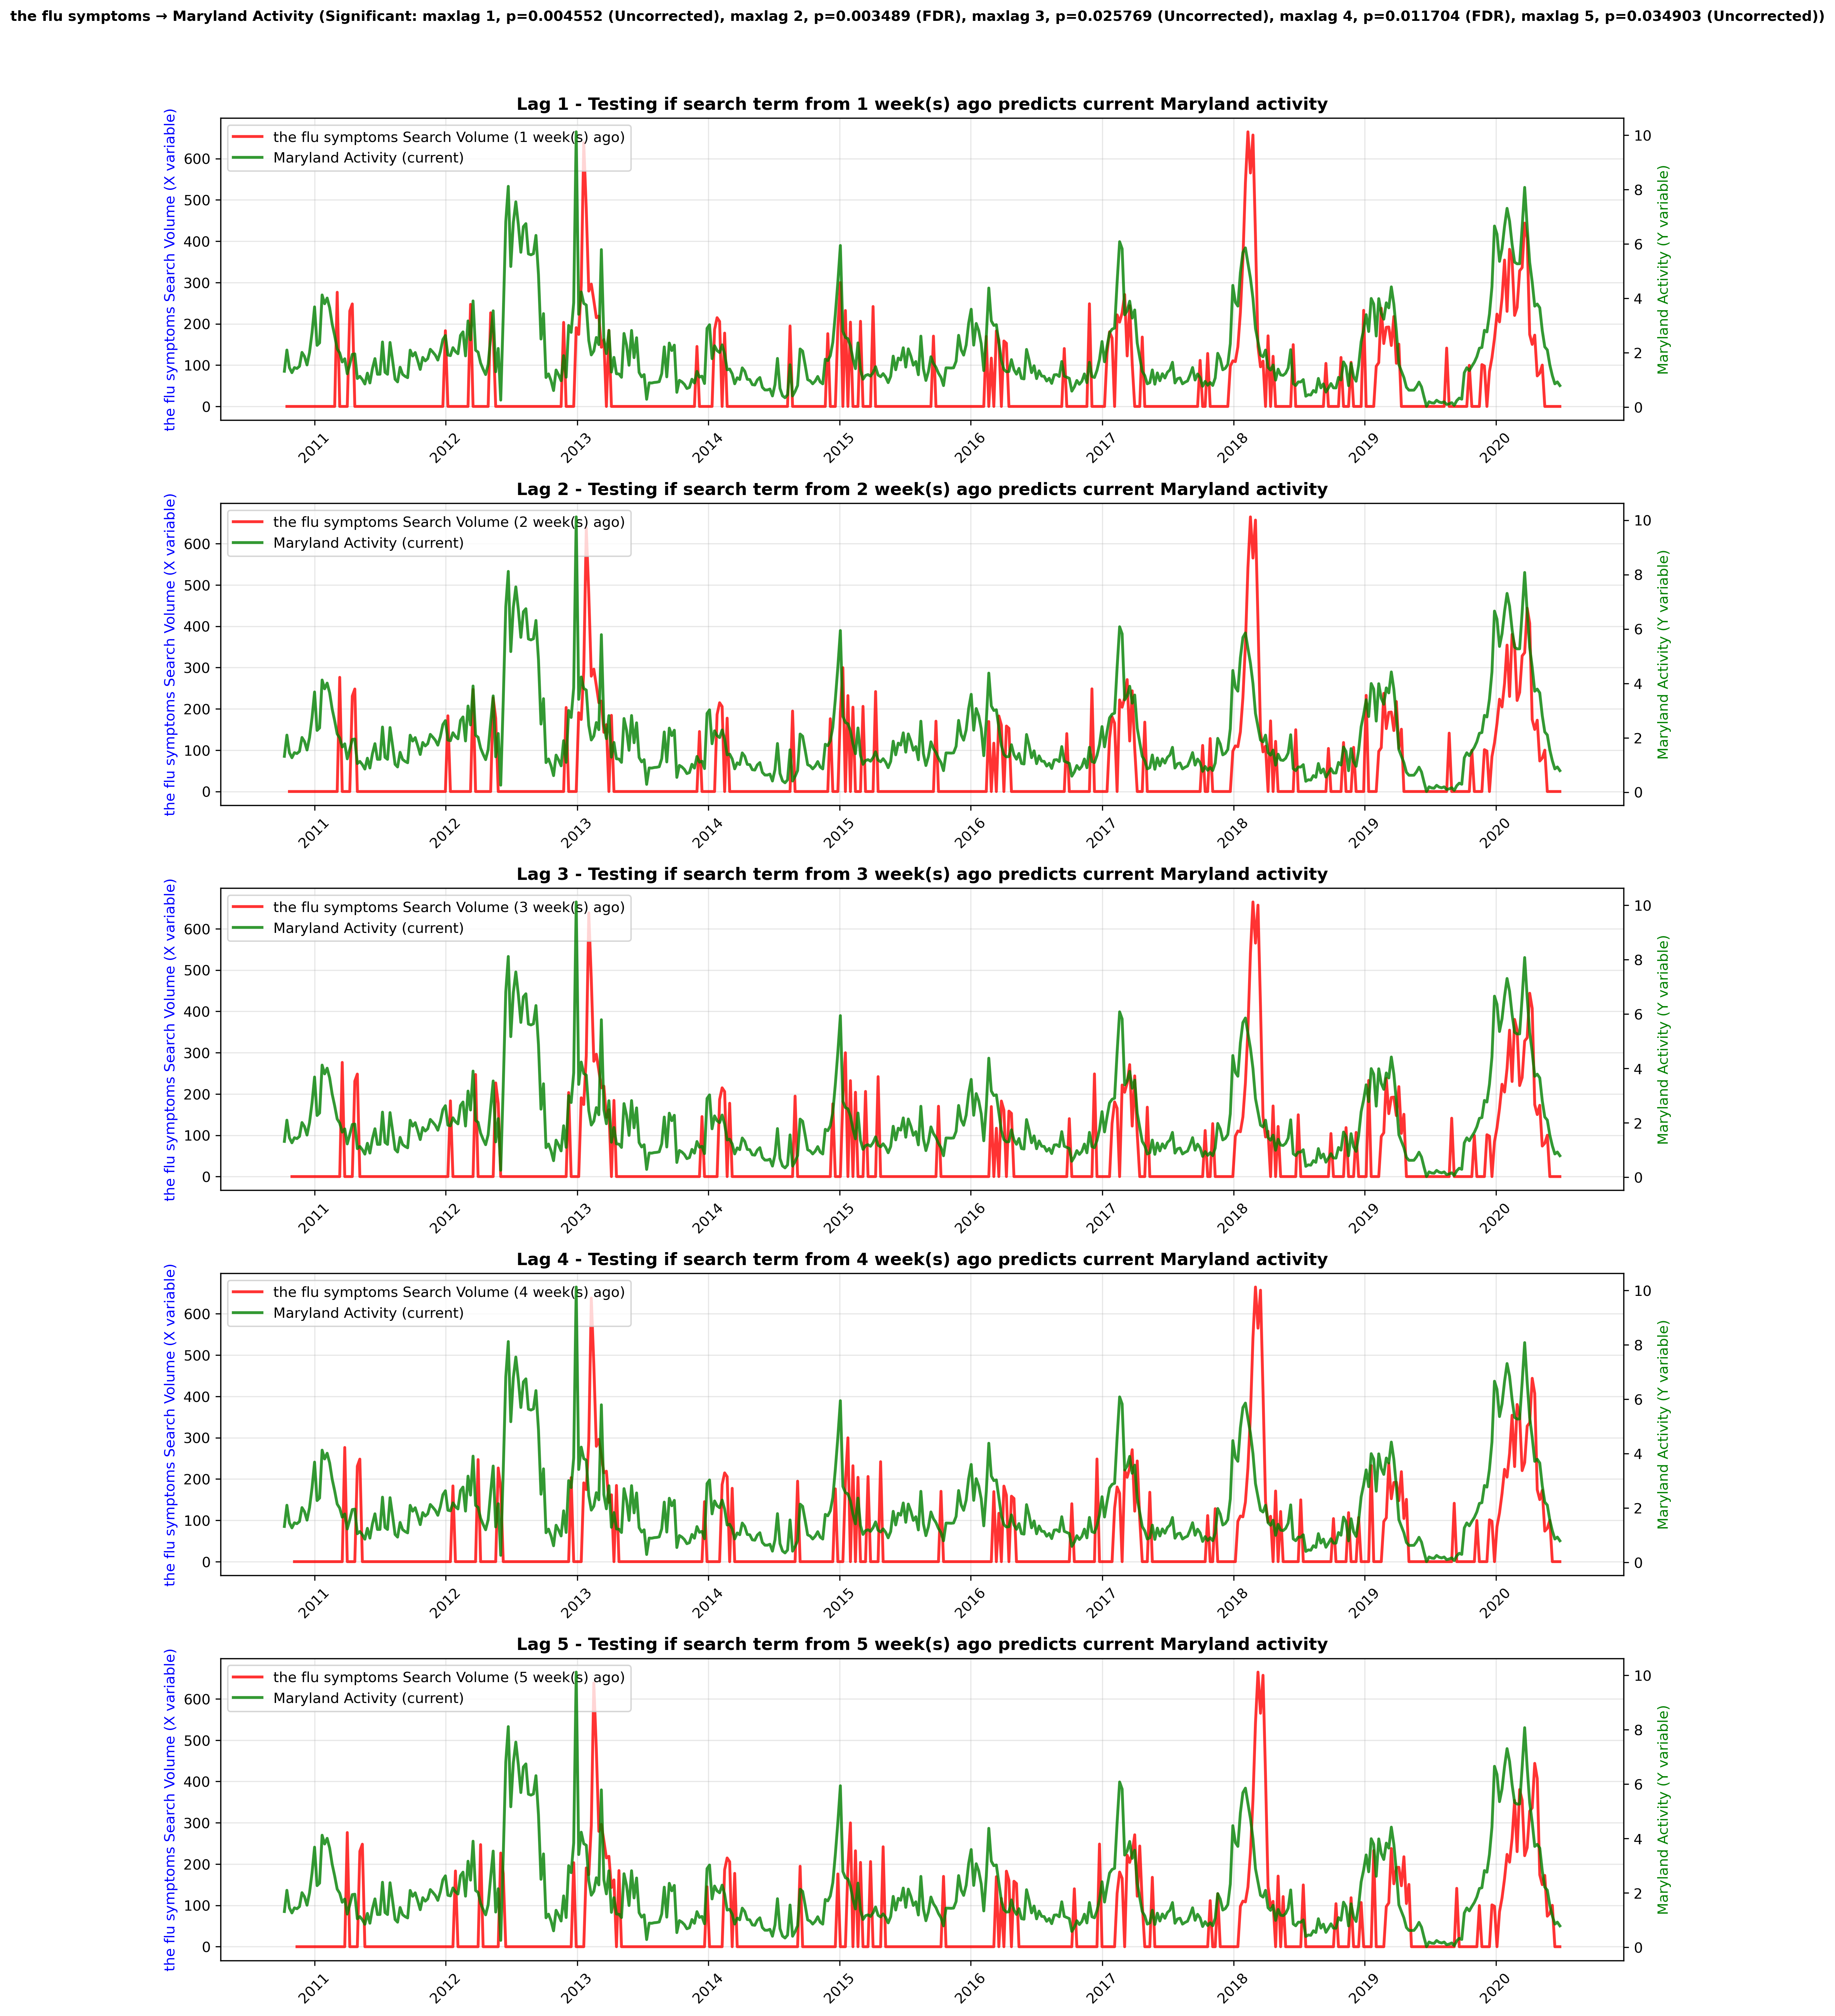 the flu symptoms → Maryland Activity (Significant: maxlag 1, p=0.004552 (Uncorrected), maxlag 2, p=0.003489 (FDR), maxlag 3, p=0.025769 (Uncorrected), maxlag 4, p=0.011704 (FDR), maxlag 5, p=0.034903 (Uncorrected))
Lag 1 - Testing if search term from 1 week(s) ago predicts current Maryland activity
the flu symptoms Search Volume (X variable)
600
500
400
300
200
100
0
the flu symptoms Search Volume (1 week(s) ago)
Maryland Activity (current)
10
8
6
4
2
0
Maryland Activity (Y variable)
2011 2012 2013 2014 2015 2016 2017 2018 2019 2020
Lag 2 - Testing if search term from 2 week(s) ago predicts current Maryland activity
the flu symptoms Search Volume (X variable)
600
500
400
300
200
100
0
the flu symptoms Search Volume (2 week(s) ago)
Maryland Activity (current)
10
8
6
4
2
0
Maryland Activity (Y variable)
2011 2012 2013 2014 2015 2016 2017 2018 2019 2020
Lag 3 - Testing if search term from 3 week(s) ago predicts current Maryland activity
the flu symptoms Search Volume (X variable)
600
500
400
300
200
100
0
the flu symptoms Search Volume (3 week(s) ago)
Maryland Activity (current)
10
8
6
4
2
0
Maryland Activity (Y variable)
2011 2012 2013 2014 2015 2016 2017 2018 2019 2020
Lag 4 - Testing if search term from 4 week(s) ago predicts current Maryland activity
the flu symptoms Search Volume (X variable)
600
500
400
300
200
100
0
the flu symptoms Search Volume (4 week(s) ago)
Maryland Activity (current)
10
8
6
4
2
0
Maryland Activity (Y variable)
2011 2012 2013 2014 2015 2016 2017 2018 2019 2020
Lag 5 - Testing if search term from 5 week(s) ago predicts current Maryland activity
the flu symptoms Search Volume (X variable)
600
500
400
300
200
100
0
the flu symptoms Search Volume (5 week(s) ago)
Maryland Activity (current)
10
8
6
4
2
0
Maryland Activity (Y variable)
2011 2012 2013 2014 2015 2016 2017 2018 2019 2020